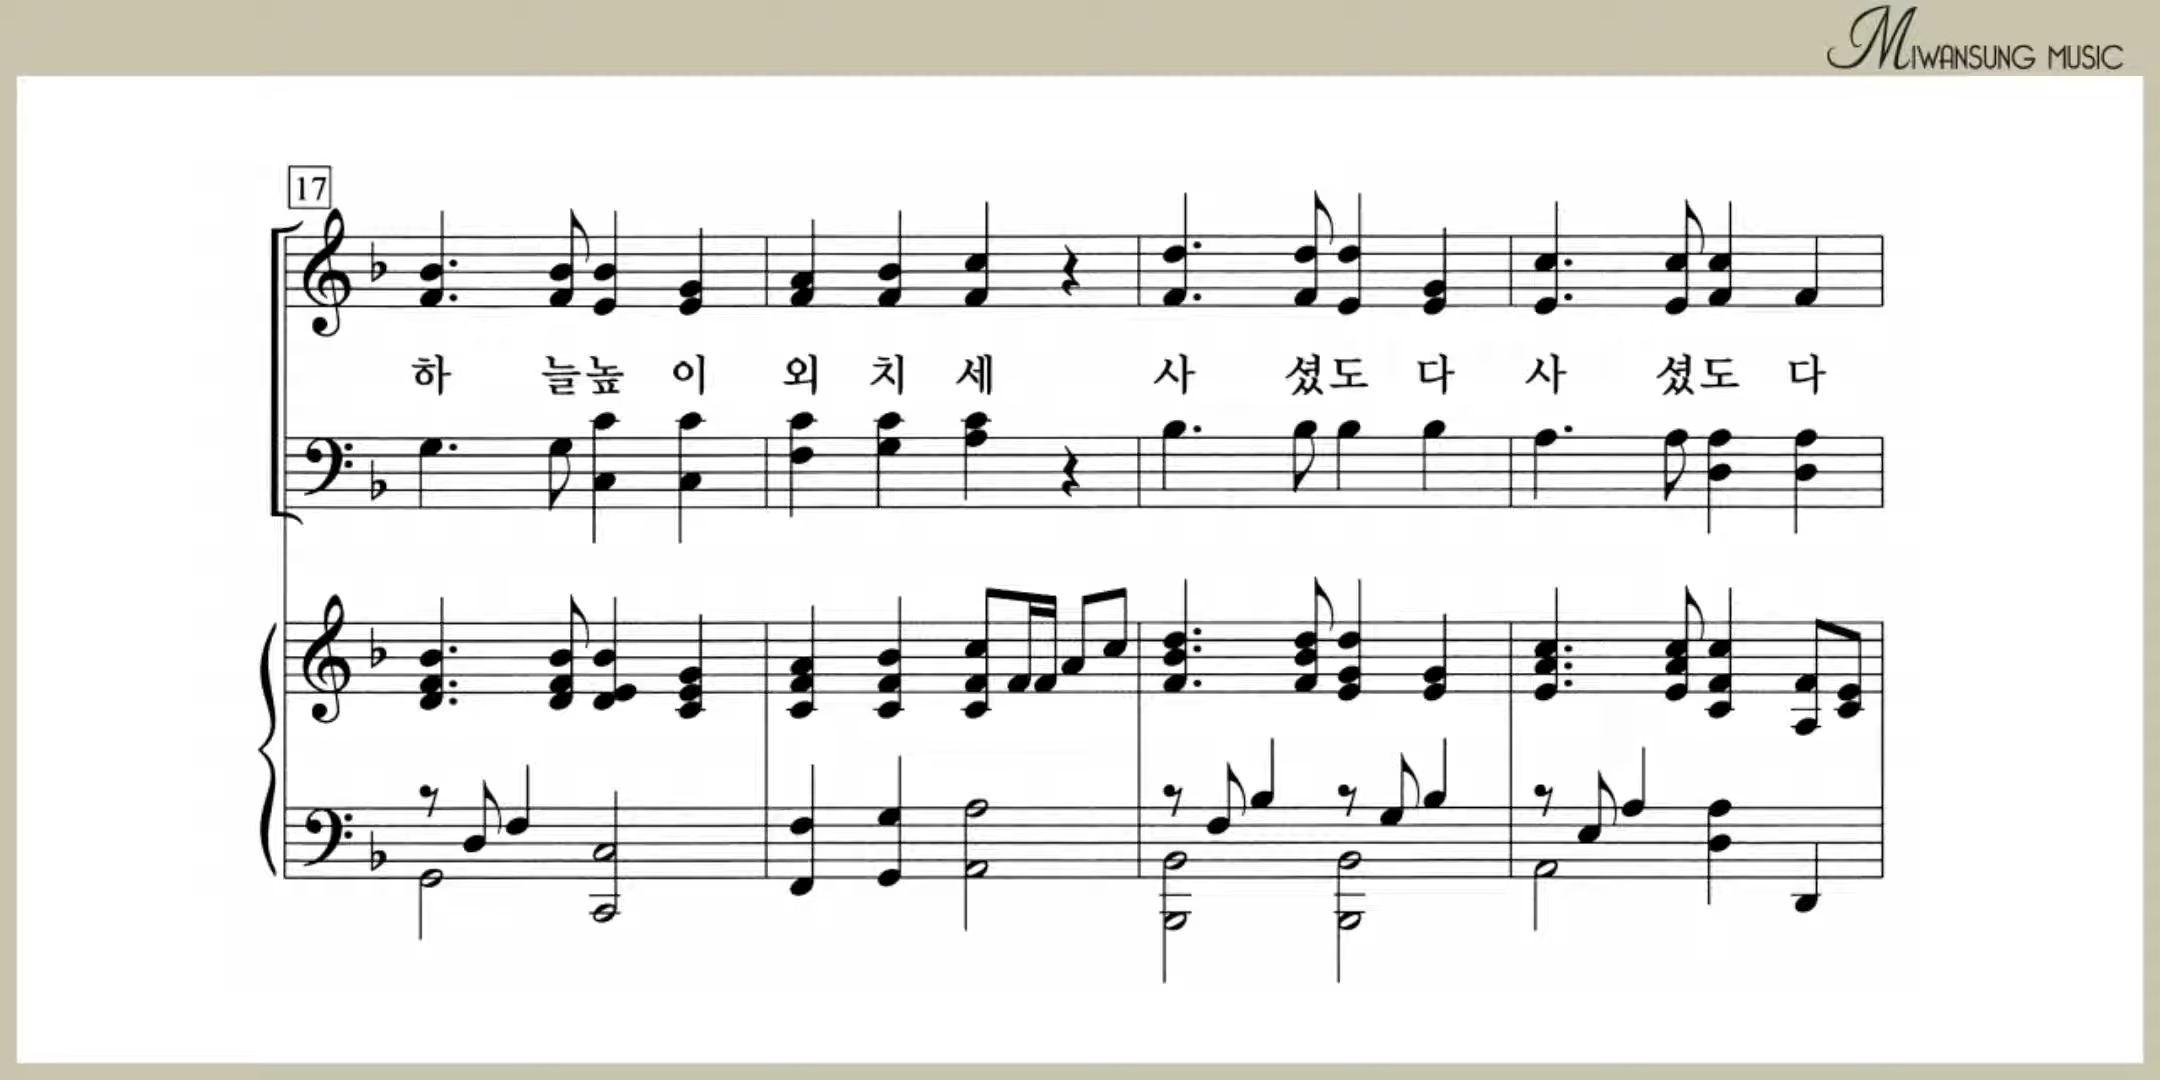 MIWANSUNG MUSIC
17
하 늘높 이 외 치 세 사 셨도 다 사 셨도 다